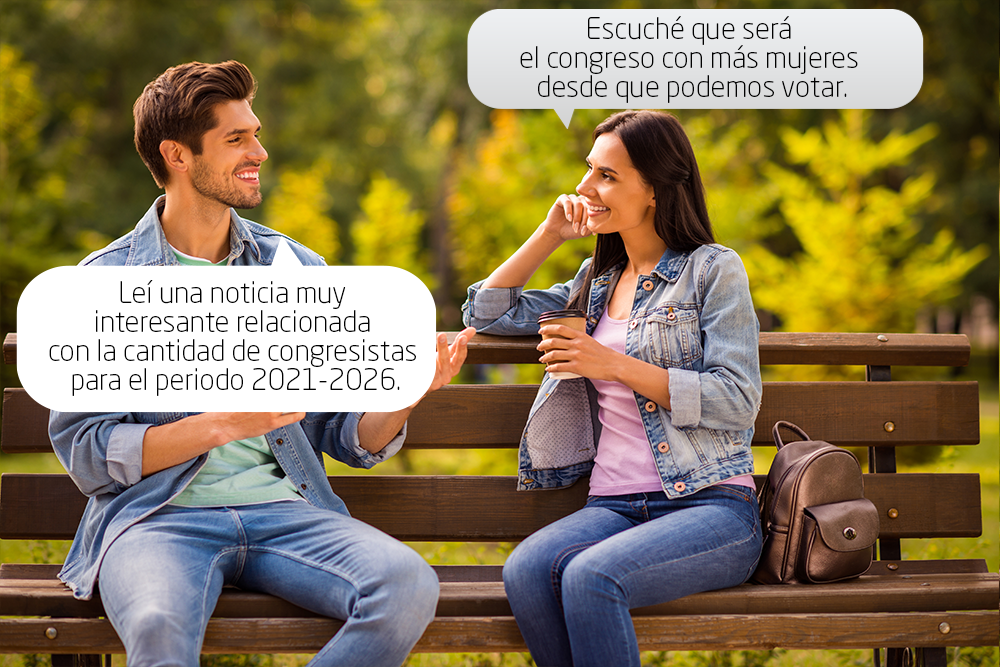 Leí una noticia muy
interesante relacionada
con la cantidad de congresistas
para el periodo 2021-2026.
Escuché que será
el congreso con más mujeres
desde que podemos votar.